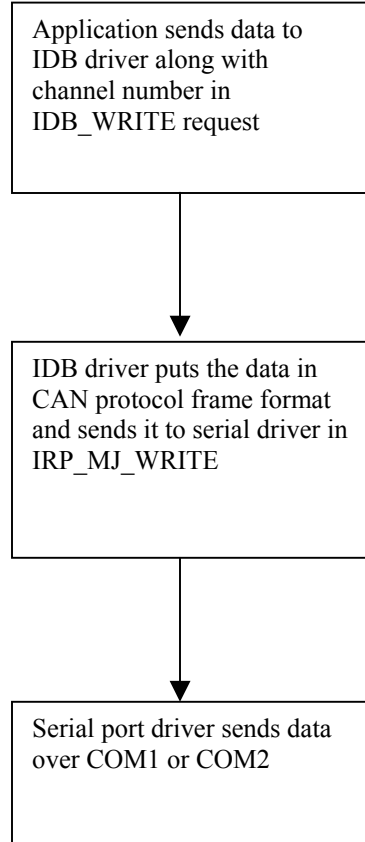 Application sends data to
IDB driver along with
channel number in
IDB_WRITE request
IDB driver puts the data in
CAN protocol frame format
and sends it to serial driver in
IRP_MJ_WRITE
Serial port driver sends data
over COM1 or COM2